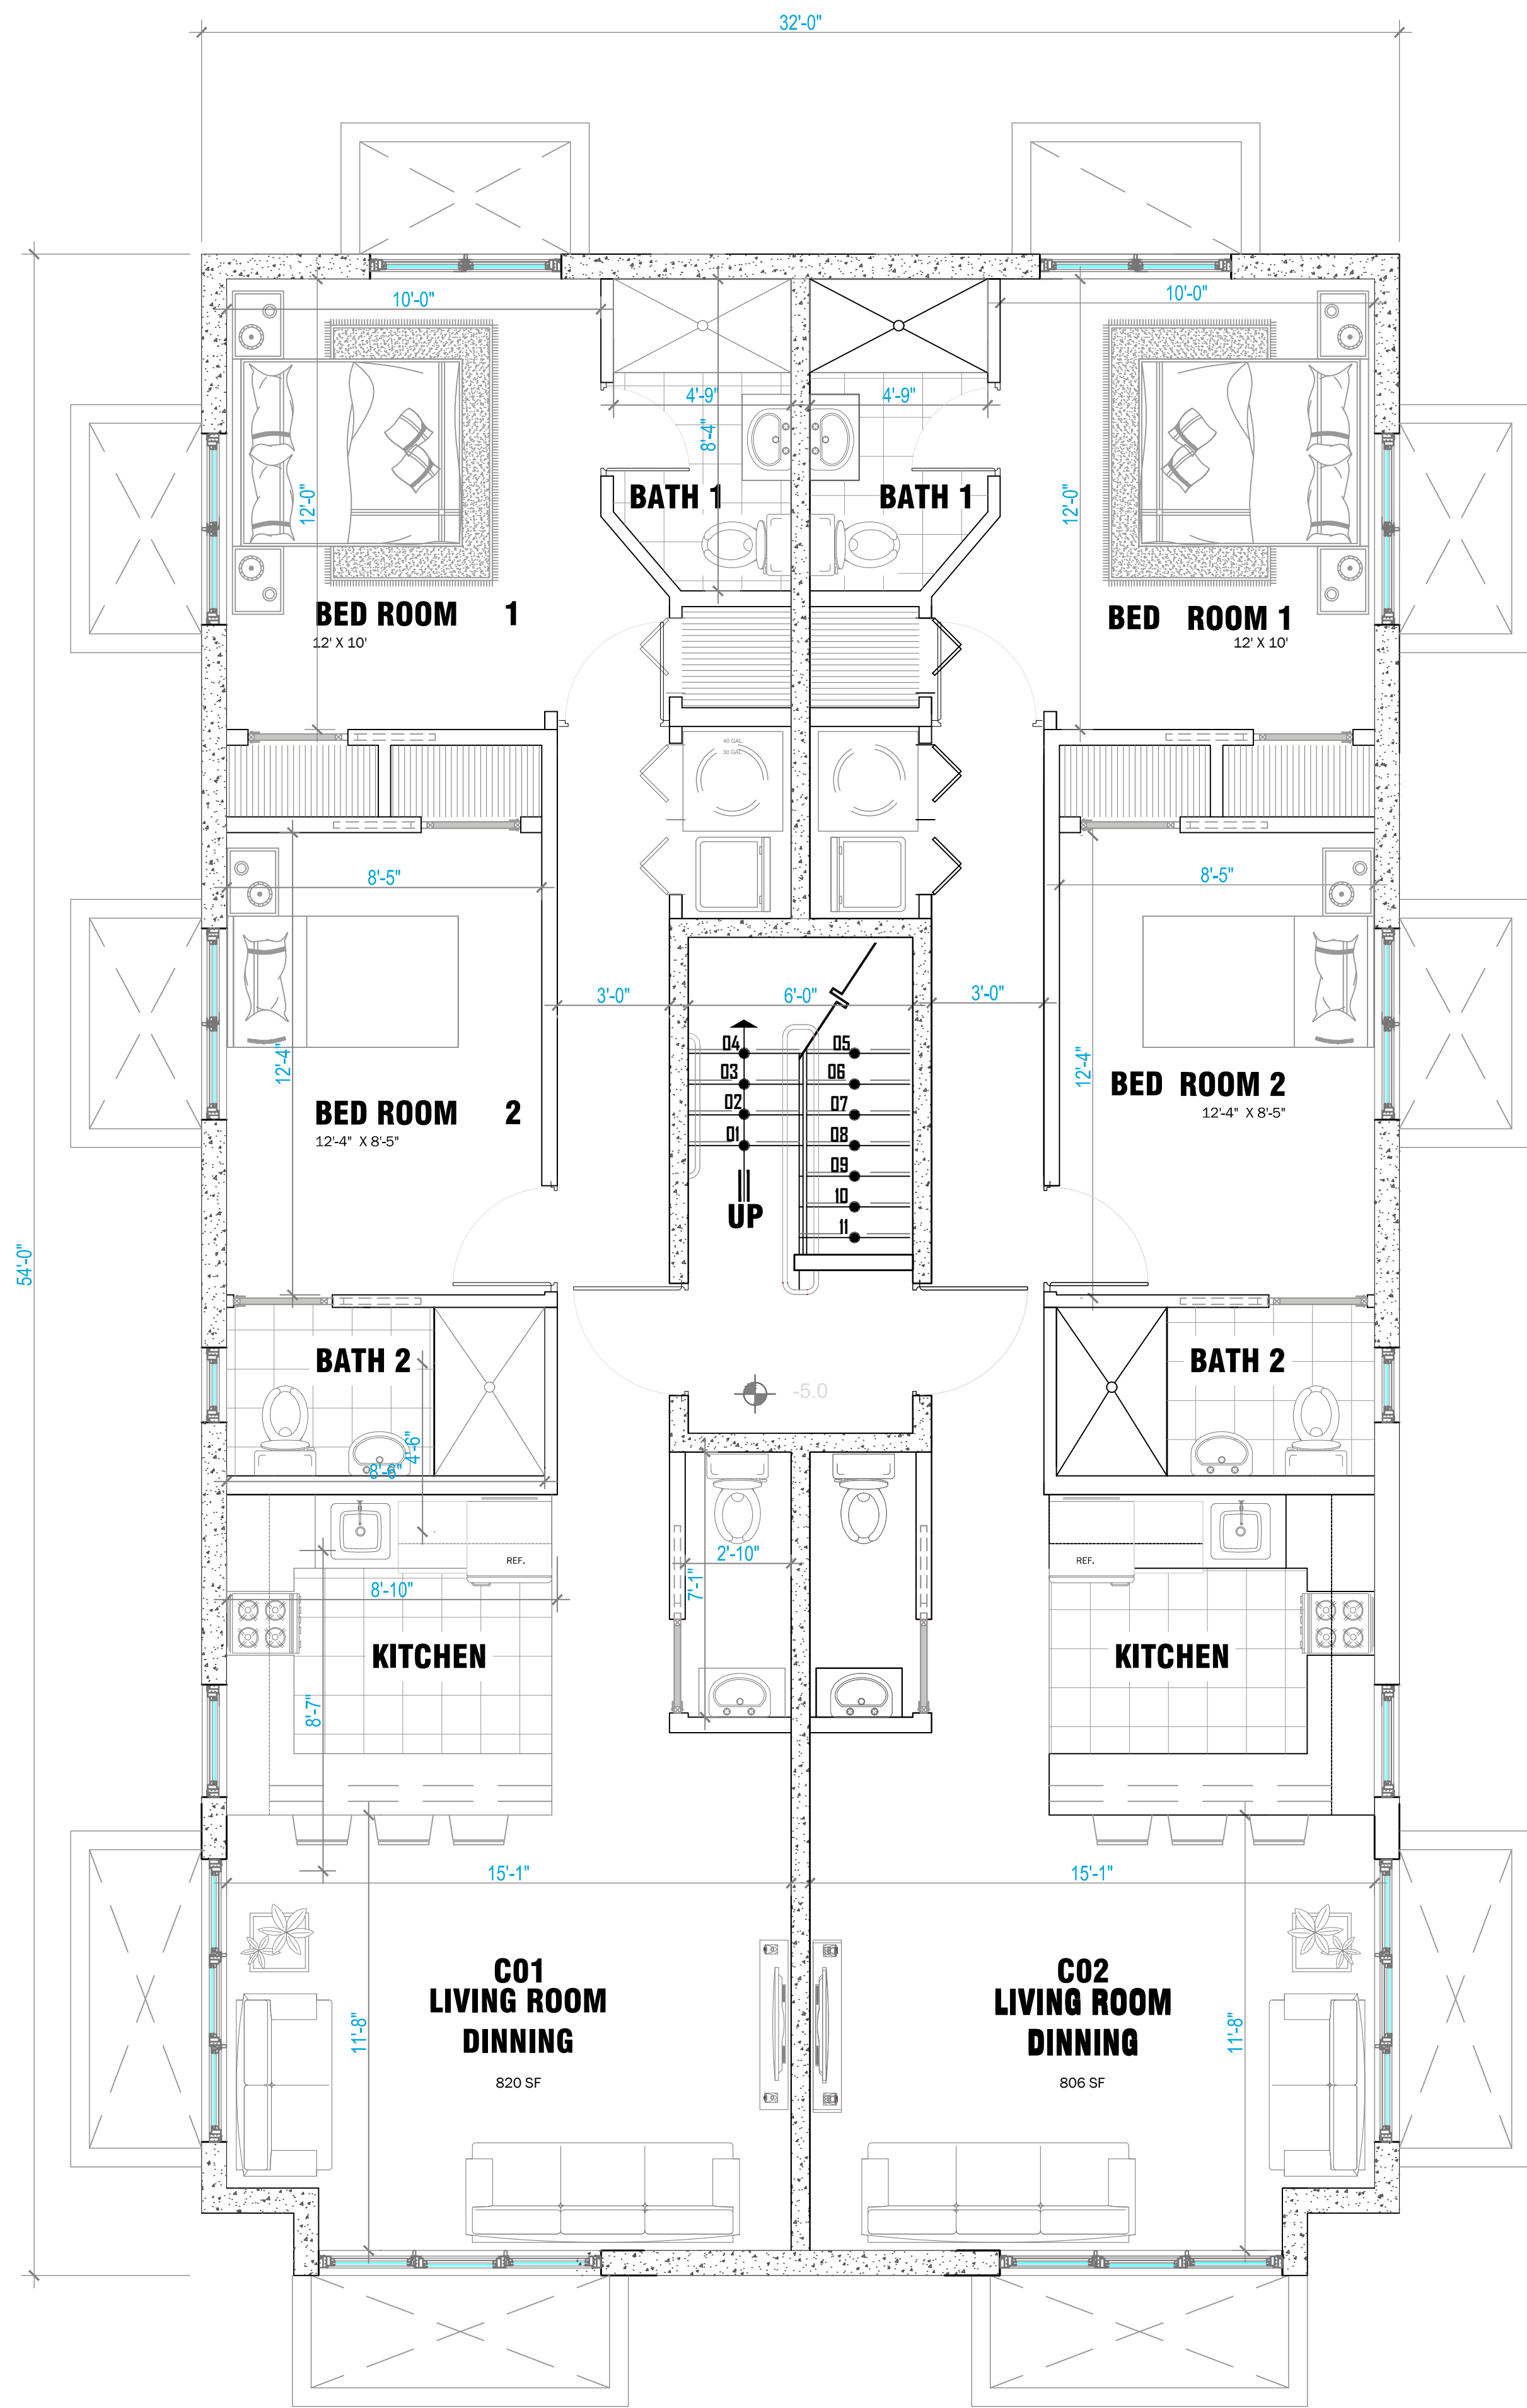 32'-0"
10'-0"
10'-0"
4'-9"
4'-9"
8'-4"
12'-0"
12'-0"
BATH 1
BATH 1
BED ROOM 1
12' X 10'
BED ROOM 1
12' X 10'
40 GAL.
30 GAL.
8'-5"
8'-5"
3'-0"
6'-0"
3'-0"
12'-4"
12'-4"
04
05
03
06
02
07
01
08
09
10
11
UP
BED ROOM 2
12'-4" X 8'-5"
BED ROOM 2
12'-4" X 8'-5"
54'-0"
BATH 2
BATH 2
-5.0
4'-6"
8'-6"
REF.
REF.
2'-10"
7'-1"
8'-10"
KITCHEN
KITCHEN
8'-7"
15'-1"
15'-1"
C01
LIVING ROOM
DINNING
820 SF
C02
LIVING ROOM
DINNING
806 SF
11'-8"
11'-8"